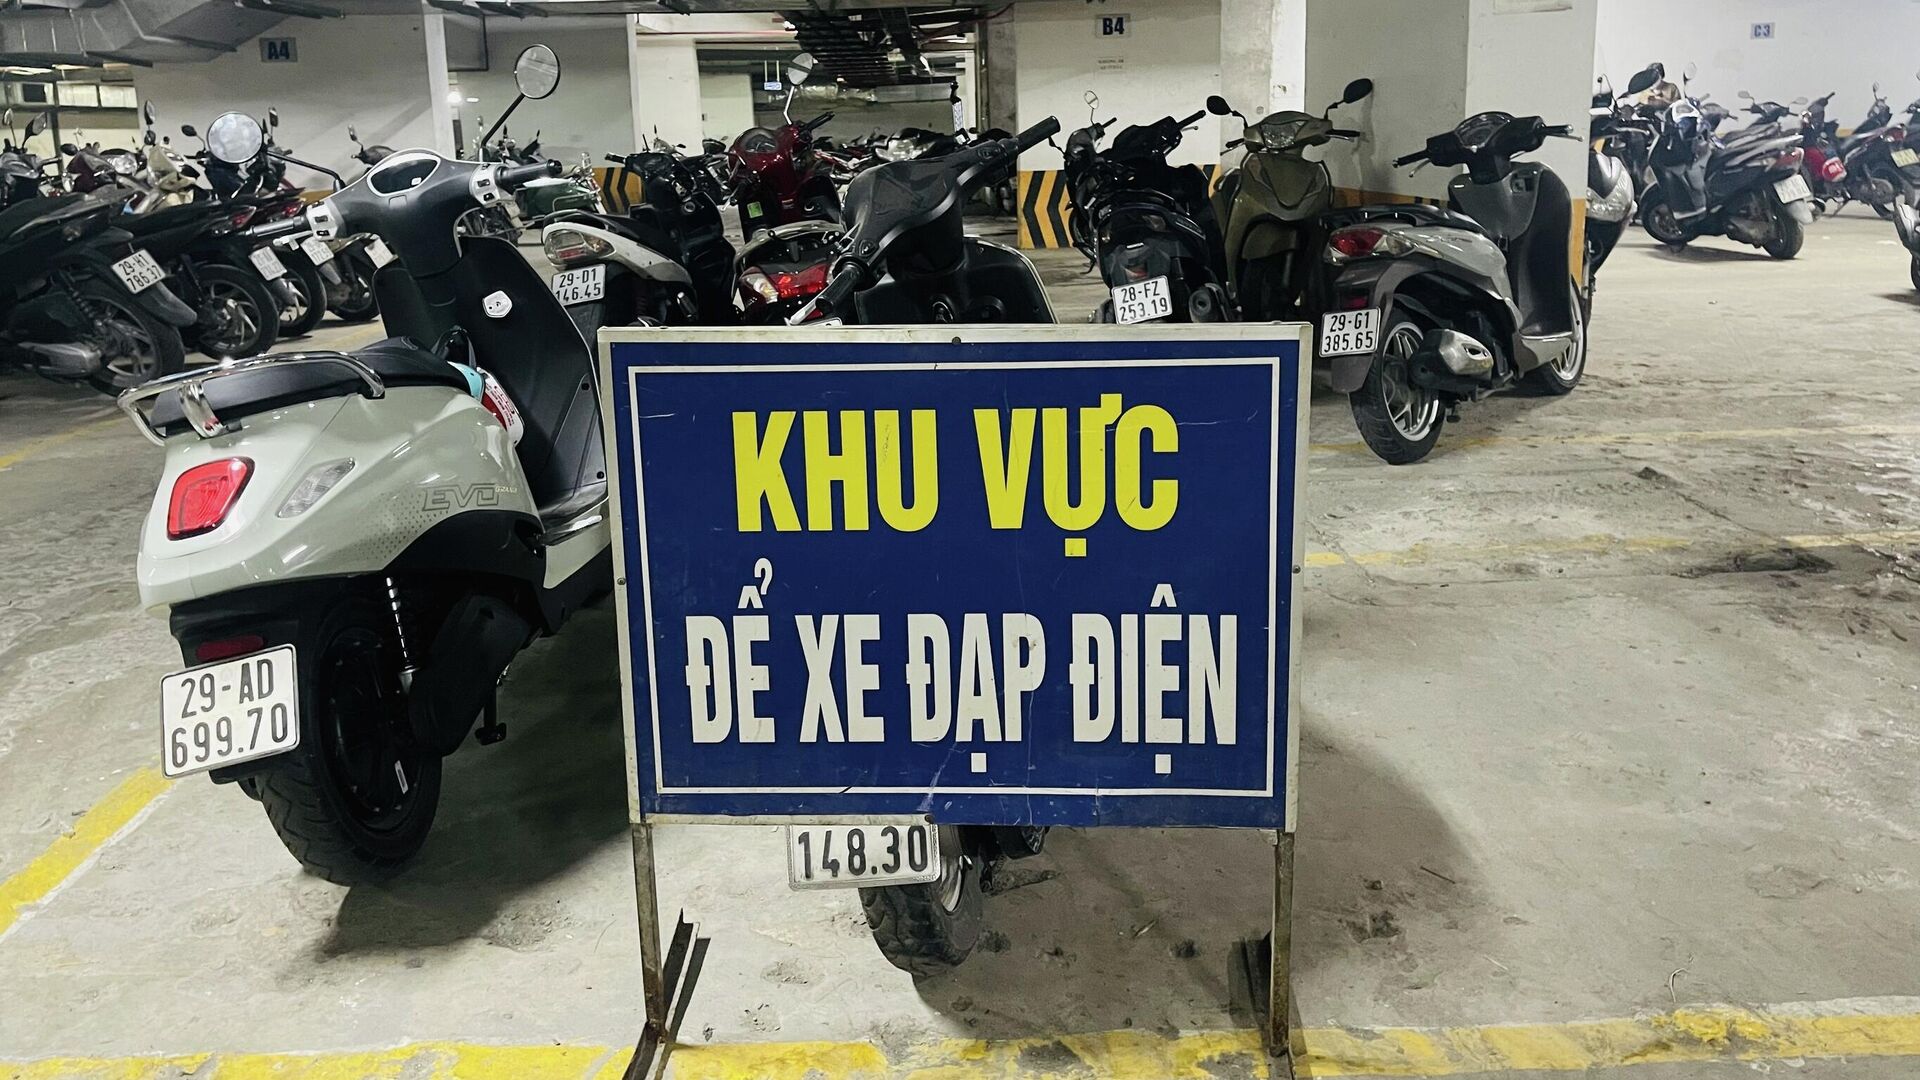 A4
B4
C3
29-H1
786.37
29-D1
146.45
28-FZ
253.19
29-G1
385.65
EVO GRAND
KHU VỰC
ĐỂ XE ĐẠP ĐIỆN
29-AD
699.70
148.30